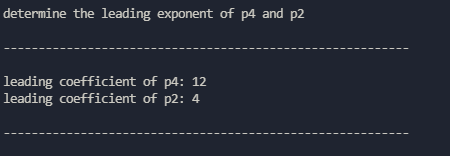 determine the leading exponent of p4 and p2
----------------------------------------------------------
leading coefficient of p4: 12
leading coefficient of p2: 4
----------------------------------------------------------